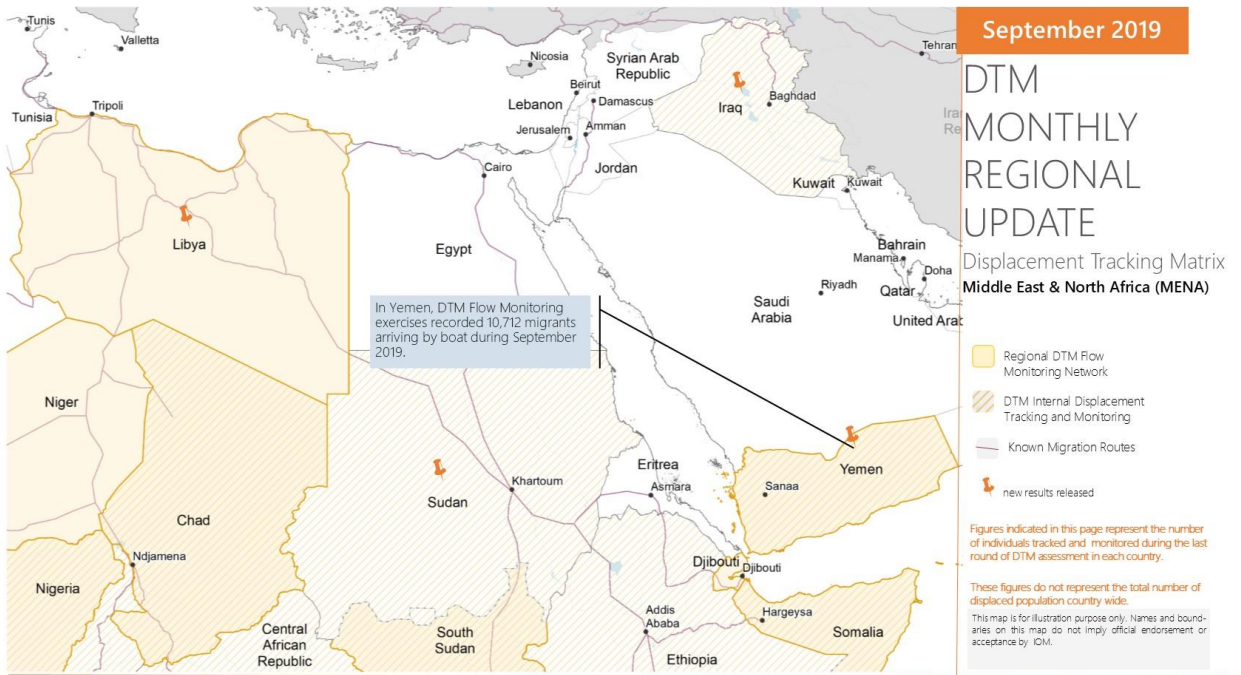 September 2019
DTM
MONTHLY
REGIONAL
UPDATE
Displacement Tracking Matrix
Middle East & North Africa (MENA)
Regional DTM Flow
Monitoring Network
DTM Internal Displacement
Tracking and Monitoring
Known Migration Routes
new results released
Figures indicated in this page represent the number
of individuals tracked and monitored during the last
round of DTM assessment in each country.
These figures do not represent the total number of
displaced population country wide.
This map is for illustration purpose only. Names and bound-
aries on this map do not imply official endorsement or
acceptance by IOM.
In Yemen, DTM Flow Monitoring
exercises recorded 10,712 migrants
arriving by boat during September
2019.
Tunis
Valletta
Nicosia
Syrian Arab
Republic
Tehran
Beirut
Lebanon
Damascus
Iraq
Baghdad
Tunisia
Tripoli
Jerusalem
Amman
Ira
Re
Cairo
Jordan
Kuwait
Kuwait
Libya
Egypt
Bahrain
Manama
Doha
Riyadh
Qatar
Saudi
Arabia
United Arab
Niger
Eritrea
Yemen
Khartoum
Asmara
Sanaa
Sudan
Chad
Ndjamena
Djibouti
Djibouti
Nigeria
Hargeysa
Addis
Ababa
Central
African
Republic
South
Sudan
Somalia
Ethiopia